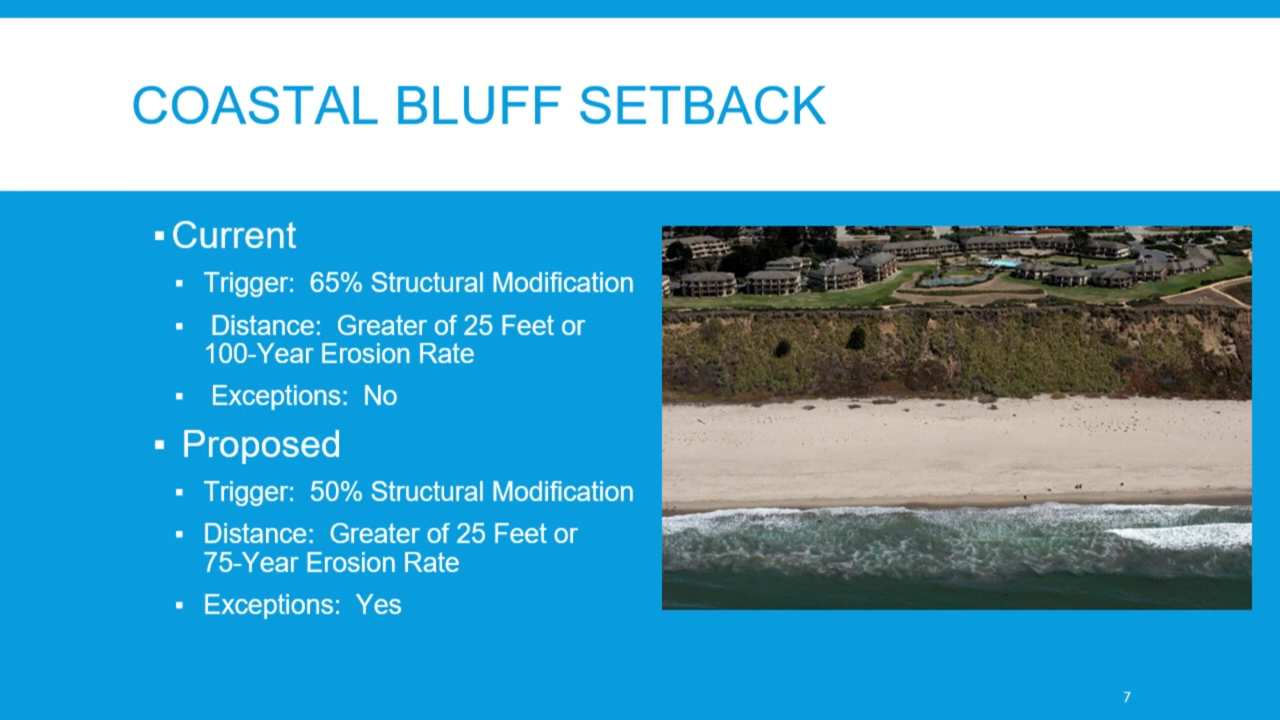 COASTAL BLUFF SETBACK
▪ Current
▪ Trigger: 65% Structural Modification
▪ Distance: Greater of 25 Feet or
100-Year Erosion Rate
▪ Exceptions: No
▪ Proposed
▪ Trigger: 50% Structural Modification
▪ Distance: Greater of 25 Feet or
75-Year Erosion Rate
▪ Exceptions: Yes
7